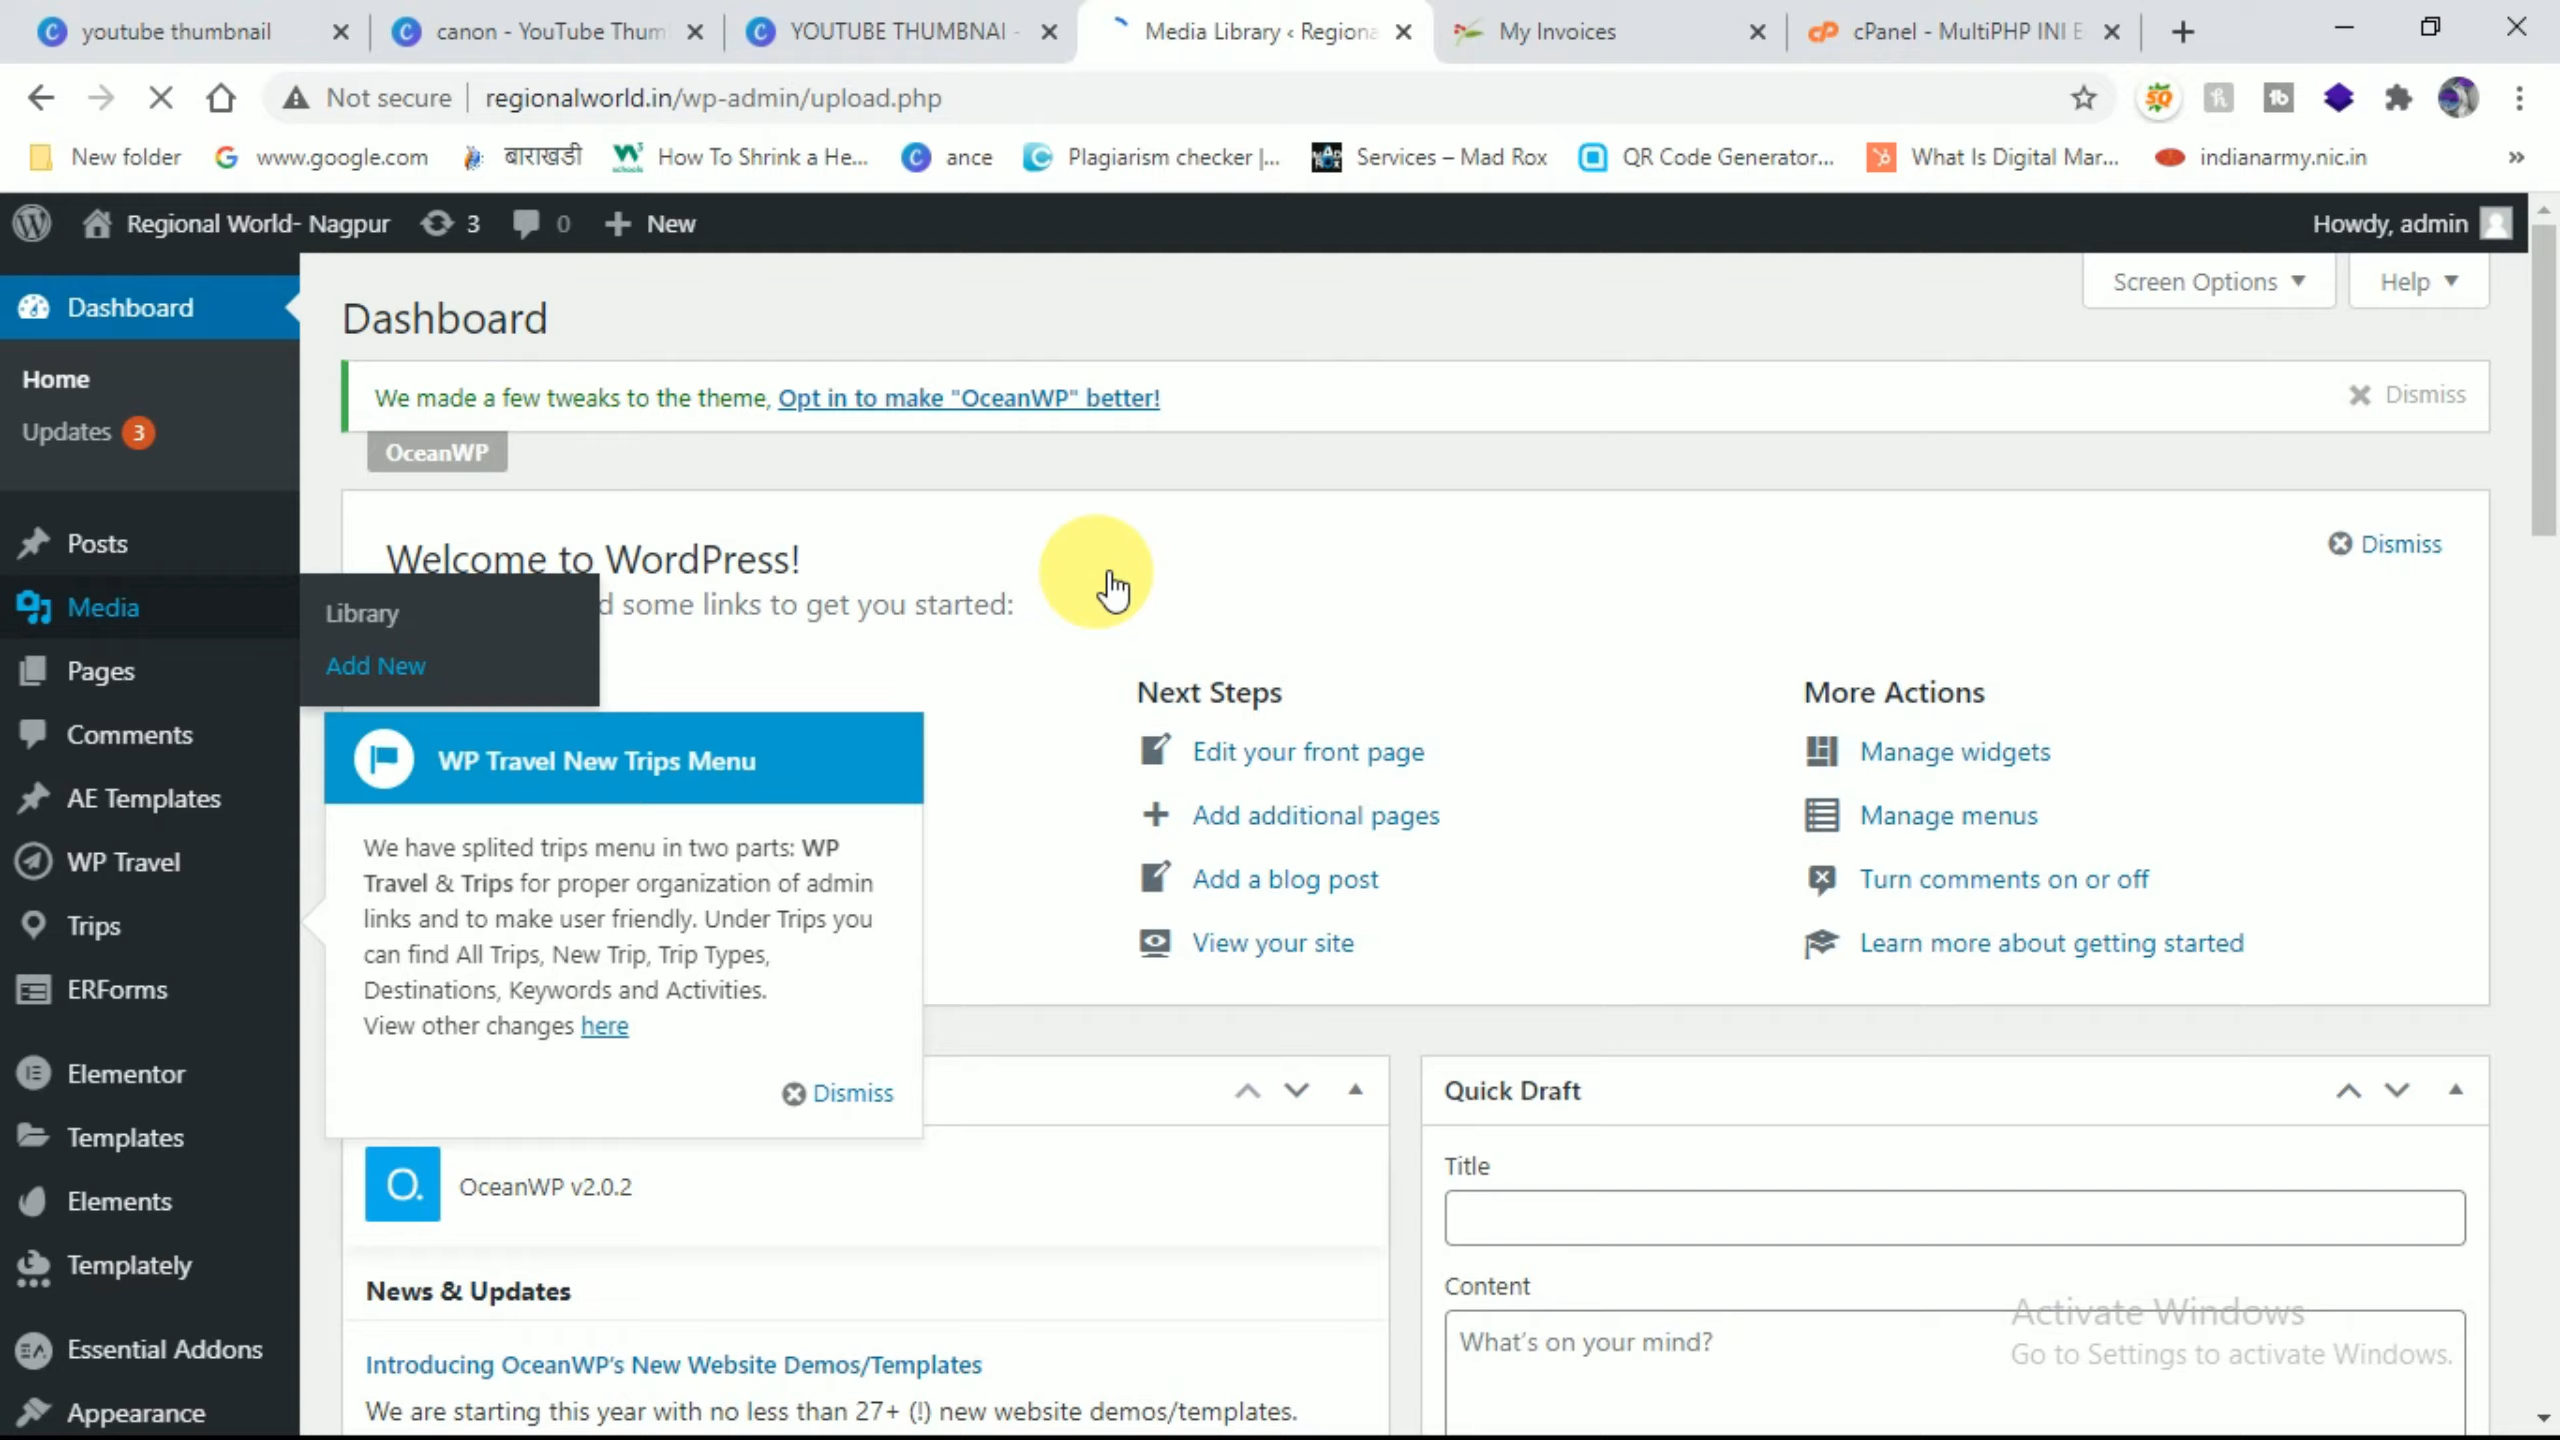 youtube thumbnail
canon - YouTube Thum
YOUTUBE THUMBNAI -
Media Library ‹ Regiona
My Invoices
cPanel - MultiPHP INI E
Not secure
regionalworld.in/wp-admin/upload.php
New folder
www.google.com
बाराखडी
How To Shrink a He...
ance
Plagiarism checker |...
Services – Mad Rox
QR Code Generator...
What Is Digital Mar...
indianarmy.nic.in
Regional World- Nagpur
3
0
New
Howdy, admin
Dashboard
Home
Updates 3
Posts
Media
Library
Add New
Pages
Comments
AE Templates
WP Travel
Trips
ERForms
Elementor
Templates
Elements
Templately
Essential Addons
Appearance
Screen Options
Help
Dashboard
We made a few tweaks to the theme, Opt in to make "OceanWP" better!
Dismiss
OceanWP
Welcome to WordPress!
d some links to get you started:
Dismiss
WP Travel New Trips Menu
We have splited trips menu in two parts: WP
Travel & Trips for proper organization of admin
links and to make user friendly. Under Trips you
can find All Trips, New Trip, Trip Types,
Destinations, Keywords and Activities.
View other changes here
Dismiss
Next Steps
Edit your front page
Add additional pages
Add a blog post
View your site
More Actions
Manage widgets
Manage menus
Turn comments on or off
Learn more about getting started
O.
OceanWP v2.0.2
News & Updates
Introducing OceanWP's New Website Demos/Templates
We are starting this year with no less than 27+ (!) new website demos/templates.
Quick Draft
Title
Content
What's on your mind?
Activate Windows
Go to Settings to activate Windows.